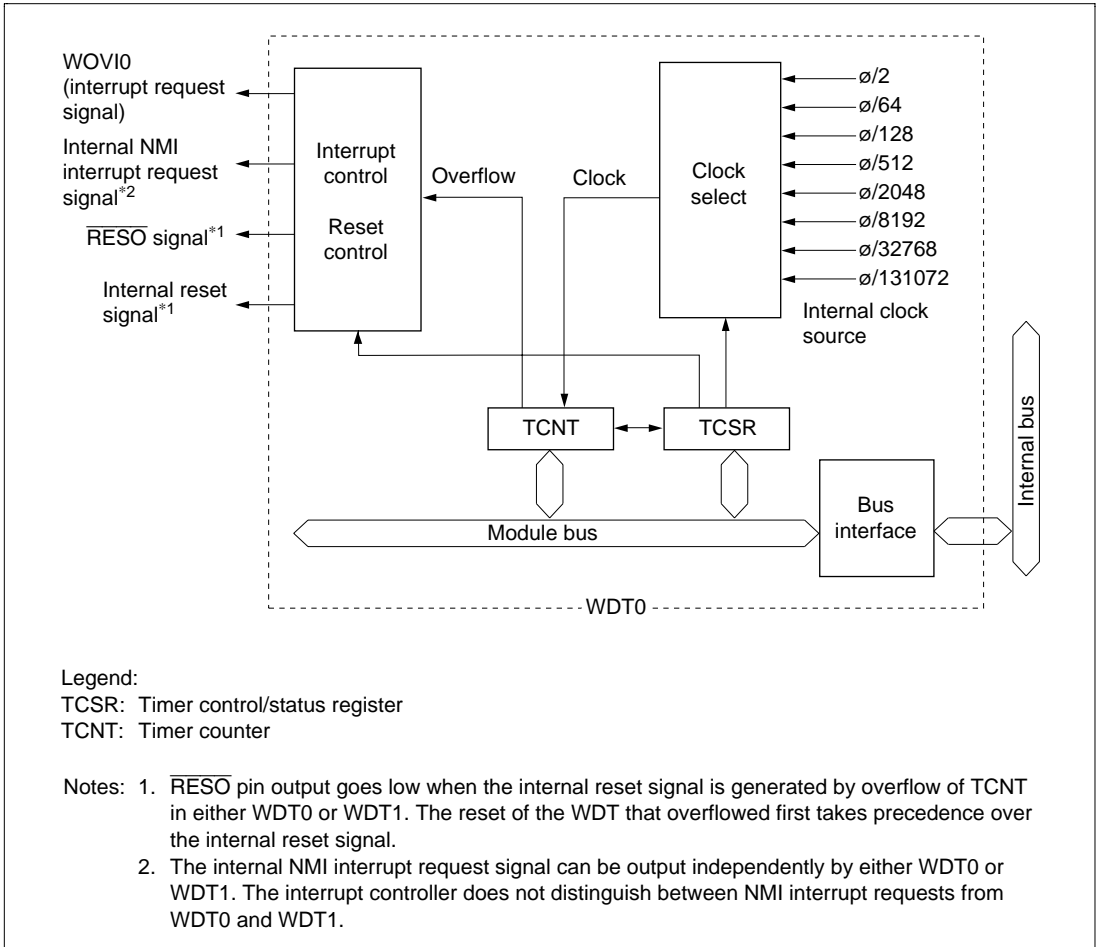 WOVI0
(interrupt request
signal)
Internal NMI
interrupt request
signal*2
RESO signal*1
Internal reset
signal*1
Interrupt
control
Reset
control
Overflow
Clock
Clock
select
ø/2
ø/64
ø/128
ø/512
ø/2048
ø/8192
ø/32768
ø/131072
Internal clock
source
TCNT
TCSR
Module bus
Bus
interface
Internal bus
WDT0
Legend:
TCSR: Timer control/status register
TCNT: Timer counter
Notes: 1. RESO pin output goes low when the internal reset signal is generated by overflow of TCNT
in either WDT0 or WDT1. The reset of the WDT that overflowed first takes precedence over
the internal reset signal.
2. The internal NMI interrupt request signal can be output independently by either WDT0 or
WDT1. The interrupt controller does not distinguish between NMI interrupt requests from
WDT0 and WDT1.